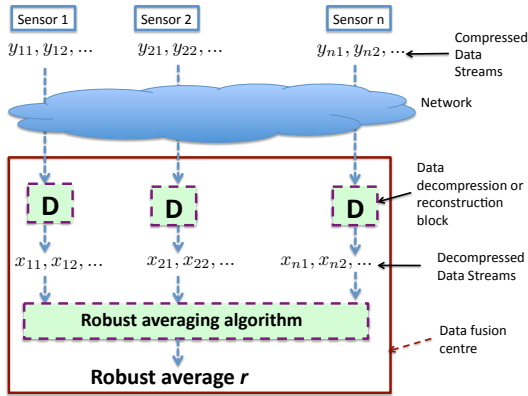 Sensor 1
Sensor 2
Sensor n
y₁₁, y₁₂, ...
y₂₁, y₂₂, ...
yₙ₁, yₙ₂, ...
Compressed
Data
Streams
Network
D
D
D
Data
decompression or
reconstruction
block
x₁₁, x₁₂, ...
x₂₁, x₂₂, ...
xₙ₁, xₙ₂, ...
Decompressed
Data Streams
Robust averaging algorithm
Data fusion
centre
Robust average r